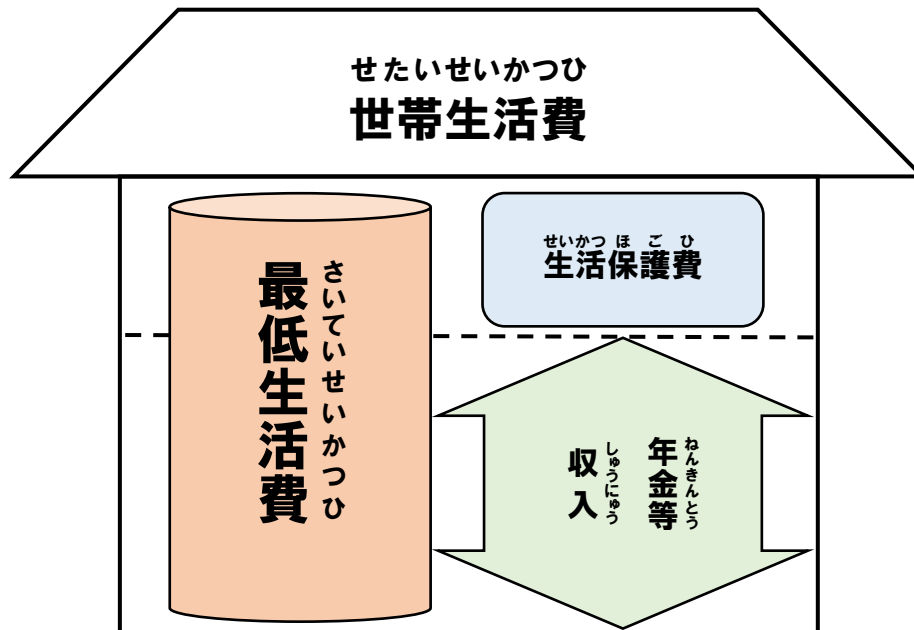 せたいせいかつひ
世帯生活費
さいていせいかつひ
最低生活費
せいかつほごひ
生活保護費
ねんきんとう
年金等
しゅうにゅう
収入